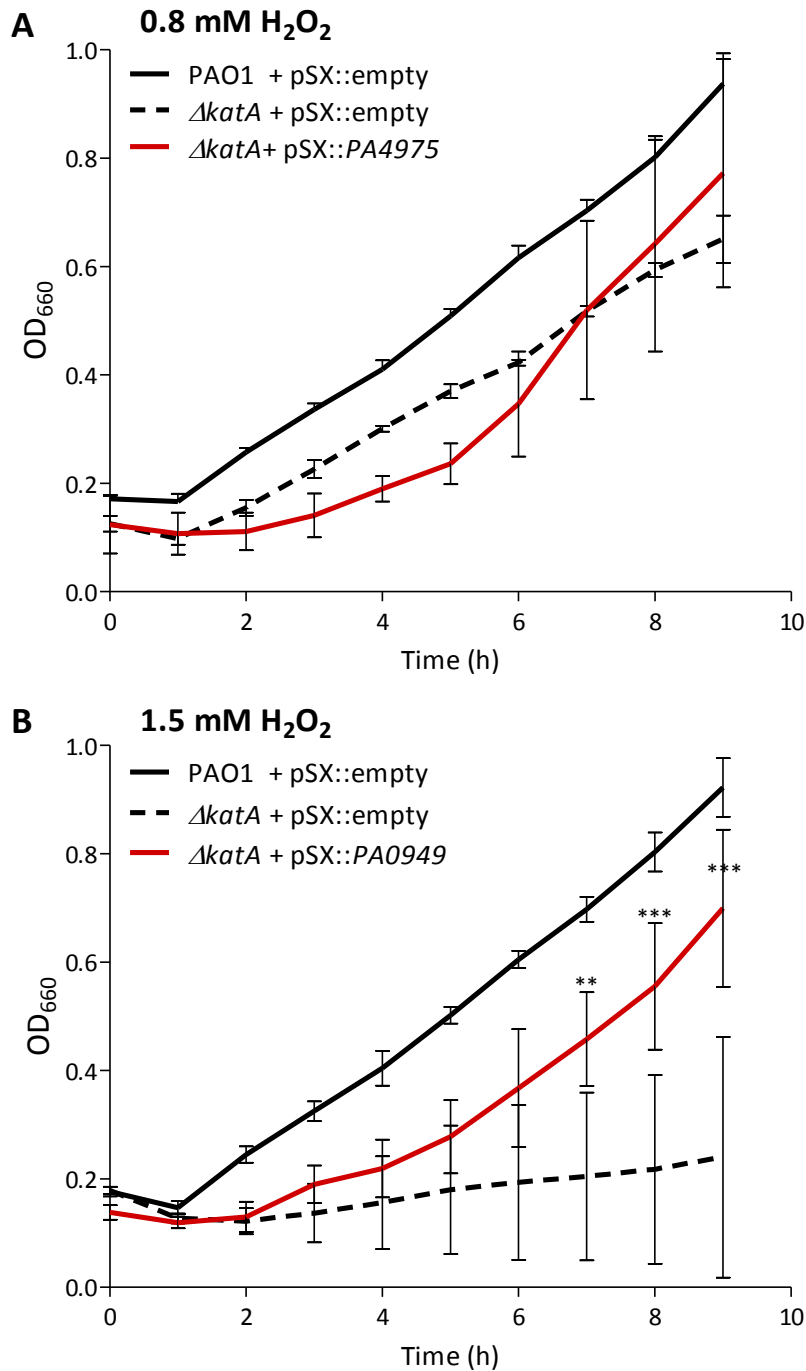 A
0.8 mM H₂O₂
1.0
PAO1 + pSX::empty
ΔkatA + pSX::empty
ΔkatA+ pSX::PA4975
0.8
0.6
OD₆₆₀
0.4
0.2
0.0
0 2 4 6 8 10
Time (h)
B
1.5 mM H₂O₂
1.0
PAO1 + pSX::empty
ΔkatA + pSX::empty
ΔkatA + pSX::PA0949
0.8
***
***
**
0.6
OD₆₆₀
0.4
0.2
0.0
0 2 4 6 8 10
Time (h)